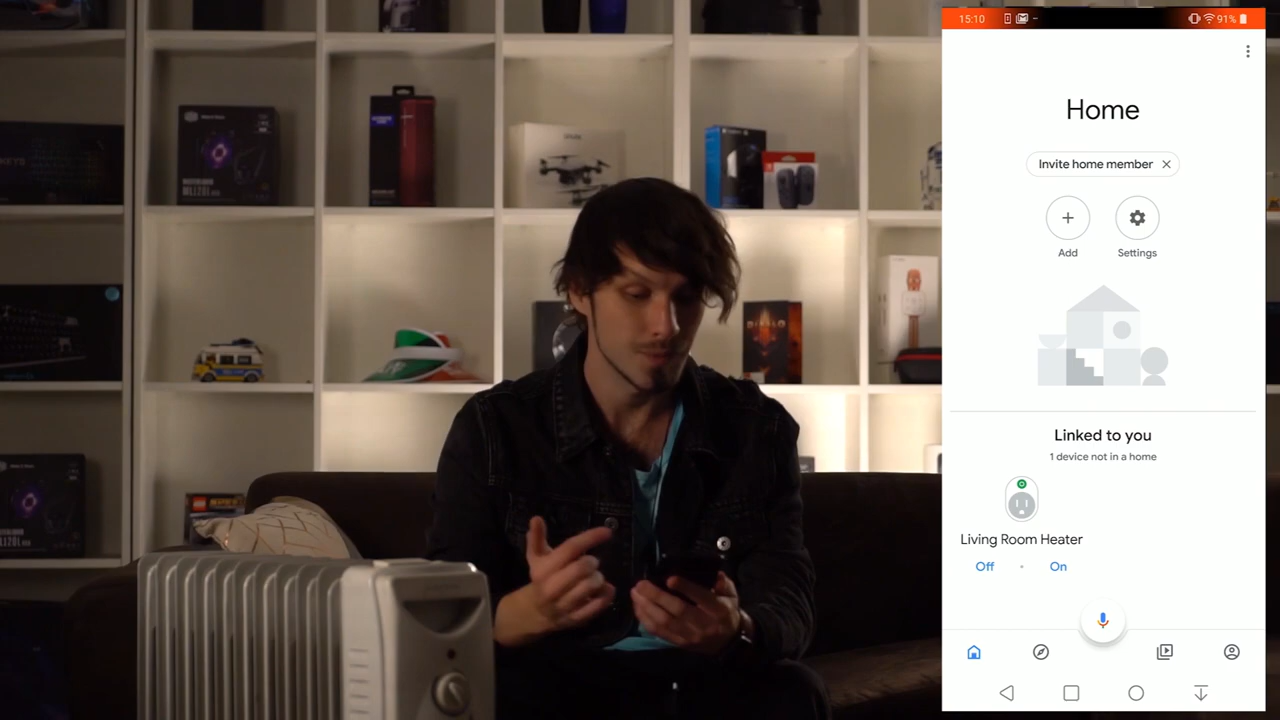 15:10
91%
Home
Invite home member
Add
Settings
Linked to you
1 device not in a home
Living Room Heater
Off
On
DIABLO